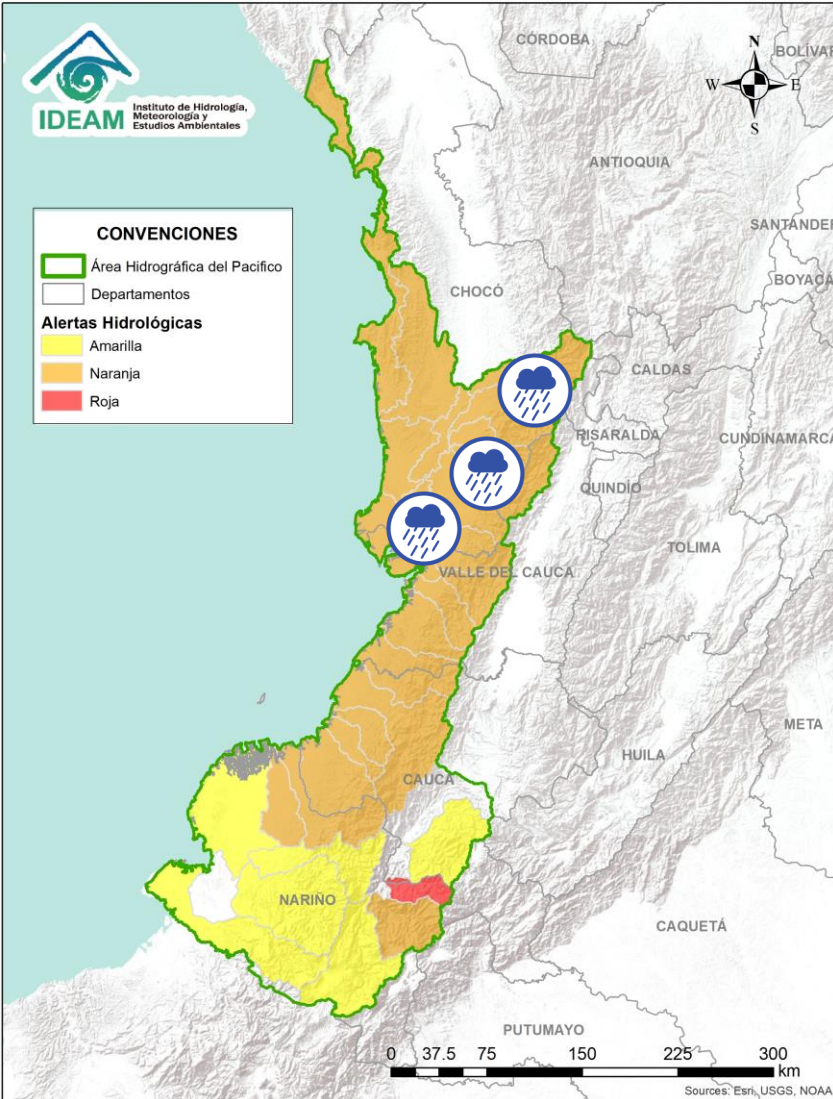 IDEAM
Instituto de Hidrología,
Meteorología y
Estudios Ambientales
N
W
E
S
CONVENCIONES
Área Hidrográfica del Pacifico
Departamentos
Alertas Hidrológicas
Amarilla
Naranja
Roja
CÓRDOBA
BOLÍVAR
ANTIOQUIA
SANTANDER
BOYACÁ
CHOCÓ
CALDAS
RISARALDA
CUNDINAMARCA
QUINDÍO
TOLIMA
VALLE DEL CAUCA
META
HUILA
CAUCA
NARIÑO
CAQUETÁ
PUTUMAYO
0 37.5 75 150 225 300
km
Sources: Esri, USGS, NOAA